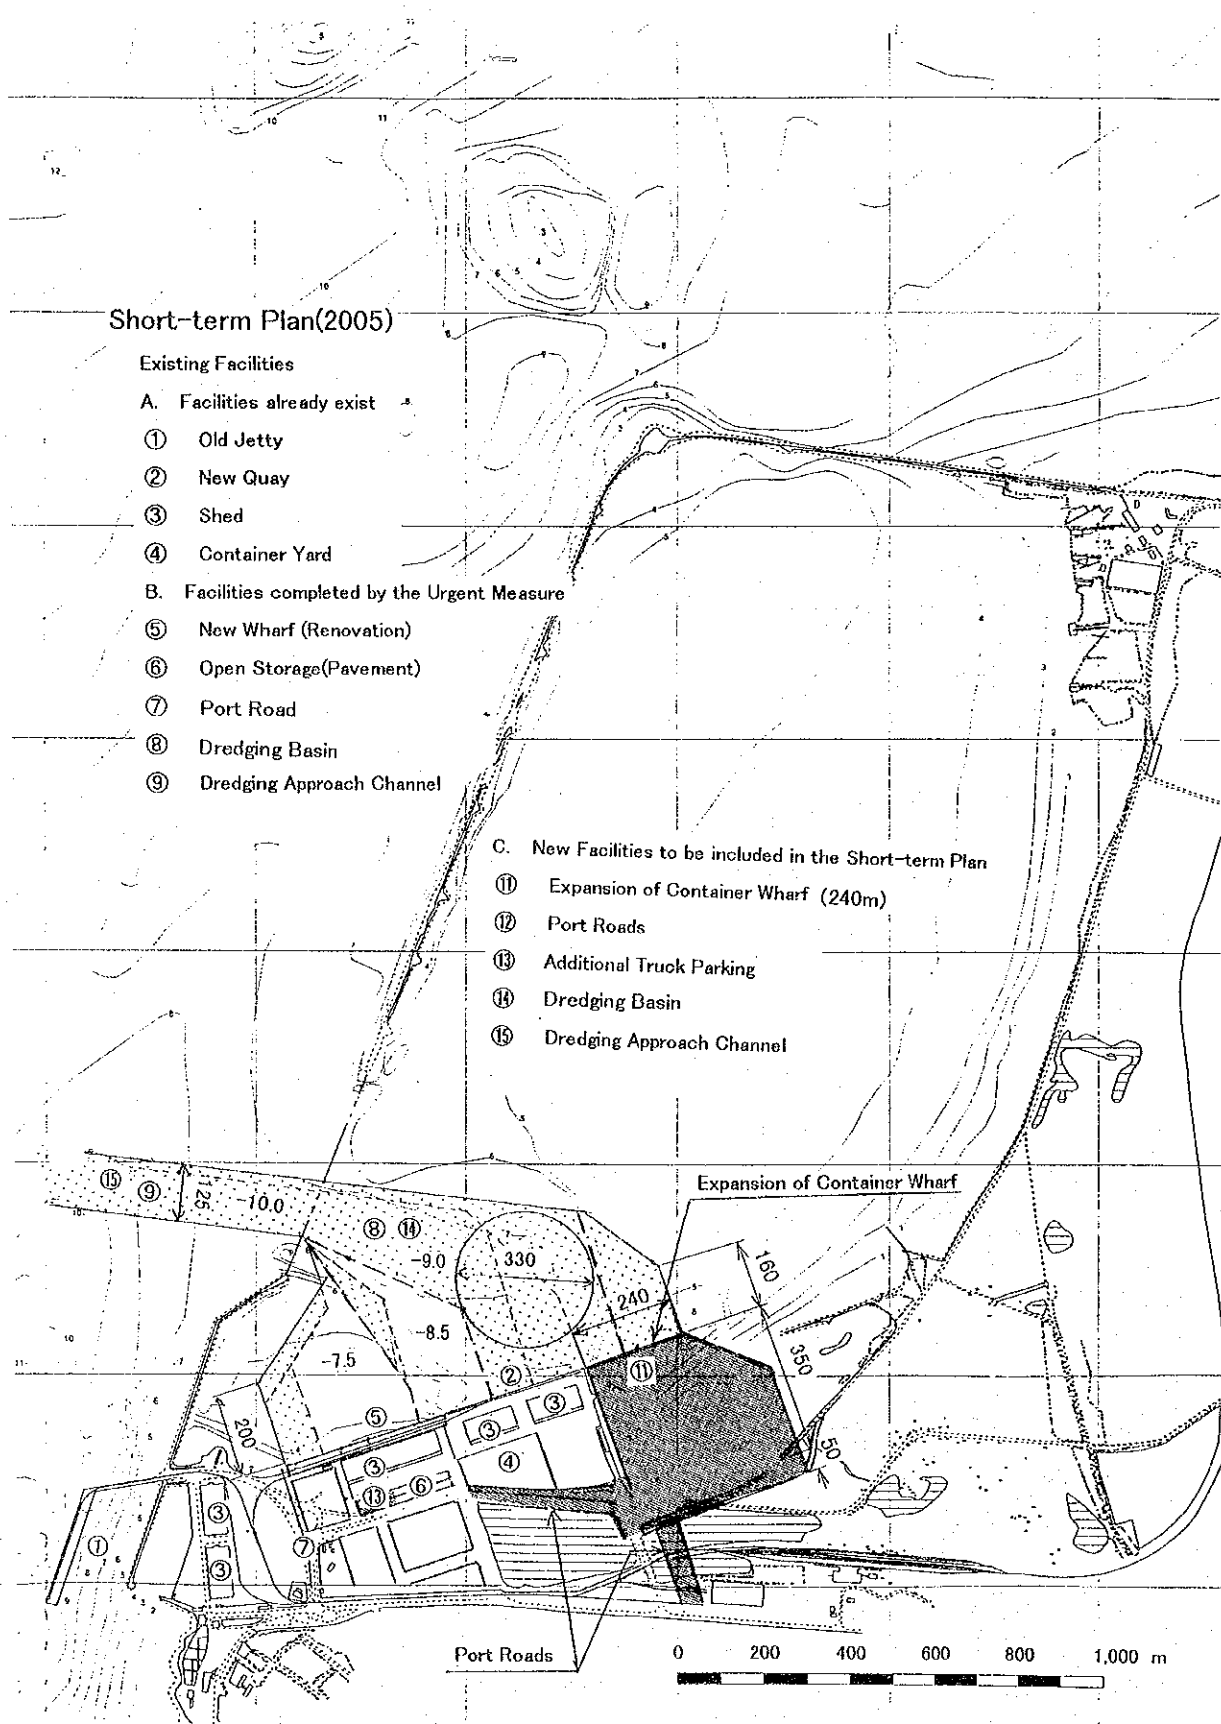 Short-term Plan(2005)
Existing Facilities
A. Facilities already exist
① Old Jetty
② New Quay
③ Shed
④ Container Yard
B. Facilities completed by the Urgent Measure
⑤ New Wharf (Renovation)
⑥ Open Storage(Pavement)
⑦ Port Road
⑧ Dredging Basin
⑨ Dredging Approach Channel
C. New Facilities to be included in the Short-term Plan
⑪ Expansion of Container Wharf (240m)
⑫ Port Roads
⑬ Additional Truck Parking
⑭ Dredging Basin
⑮ Dredging Approach Channel
Expansion of Container Wharf
⑮ ⑨ 125 -10.0
⑧ ⑭
-9.0 330
240
160
-8.5
-7.5
350
② ⑪
③ ③
⑤
200
③ ④
50
⑬ ⑥
③
① ③ ⑦
Port Roads
0 200 400 600 800 1,000 m